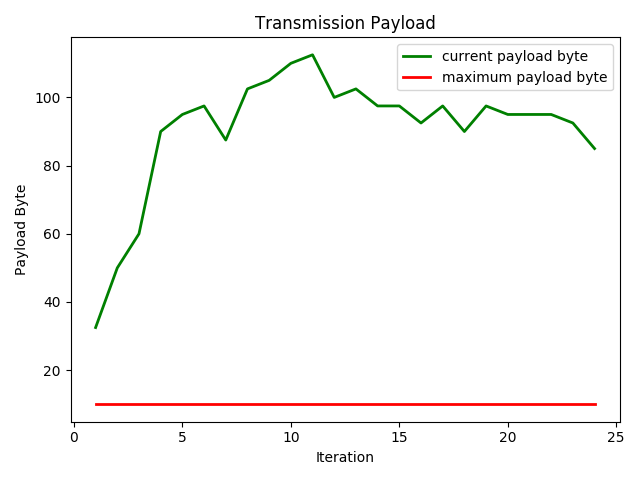 Transmission Payload
current payload byte
maximum payload byte
100
80
60
40
20
Payload Byte
0
5
10
15
20
25
Iteration